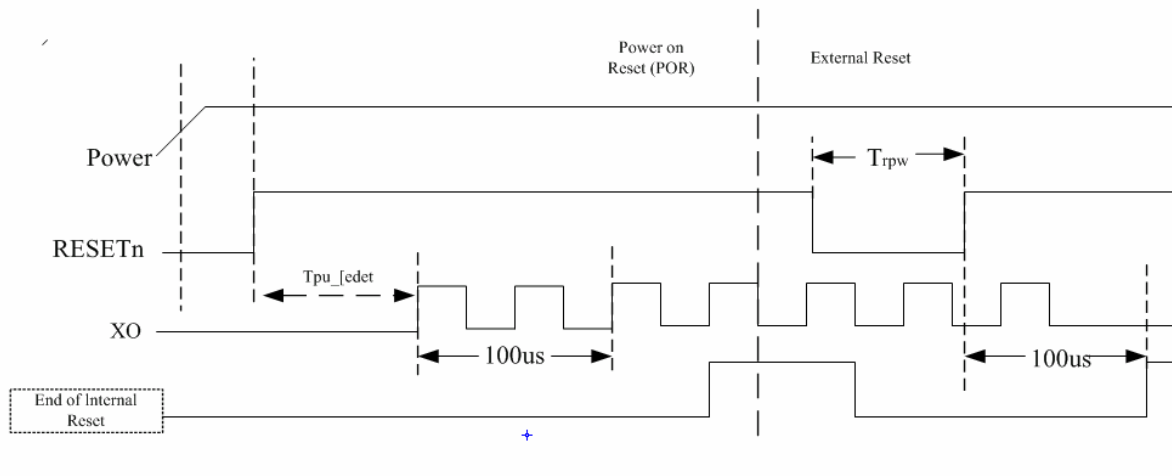 Power on
Reset (POR)
External Reset
Power
Trpw
RESETn
Tpu_[edet
XO
100us
100us
End of Internal
Reset